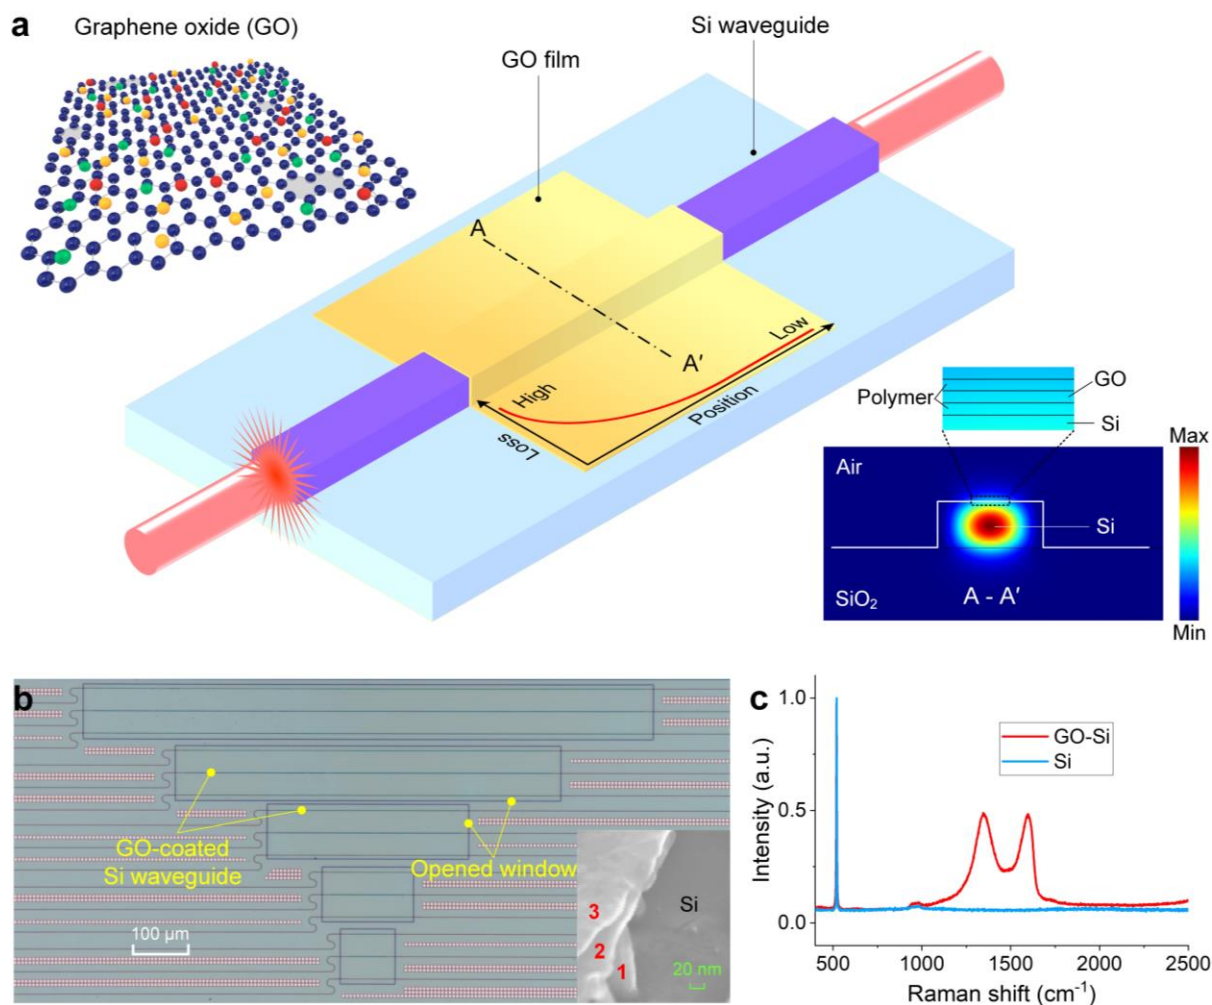 a
Graphene oxide (GO)
GO film
Si waveguide
A
A′
High
Low
Loss
Position
Polymer
GO
Si
Air
Si
SiO₂
A - A′
Max
Min
b
GO-coated
Si waveguide
Opened window
100 µm
3
2
1
Si
20 nm
c
1.0
0.5
0.0
Intensity (a.u.)
GO-Si
Si
500 1000 1500 2000 2500
Raman shift (cm⁻¹)